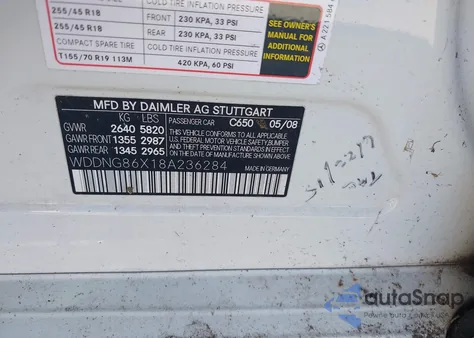 COLD TIRE INFLATION PRESSURE
255/45 R18 FRONT 230 KPA, 33 PSI
255/45 R18 REAR 230 KPA, 33 PSI
COMPACT SPARE TIRE COLD TIRE INFLATION PRESSURE
T155/70 R19 113M 420 KPA, 60 PSI
SEE OWNER'S
MANUAL FOR
ADDITIONAL
INFORMATION
A 221 584
MFD. BY DAIMLER AG STUTTGART
KG LBS PASSENGER CAR C650 05/08
GVWR 2640 5820
GAWR FRONT 1355 2987
GAWR REAR 1345 2965
THIS VEHICLE CONFORMS TO ALL APPLICABLE
FEDERAL MOTOR VEHICLE SAFETY, BUMPER
AND THEFT PREVENTION STANDARDS IN EFFECT
ON THE DATE OF MANUFACTURE SHOWN ABOVE.
WDDNG86X18A236284
MADE IN GERMANY
autaSnap